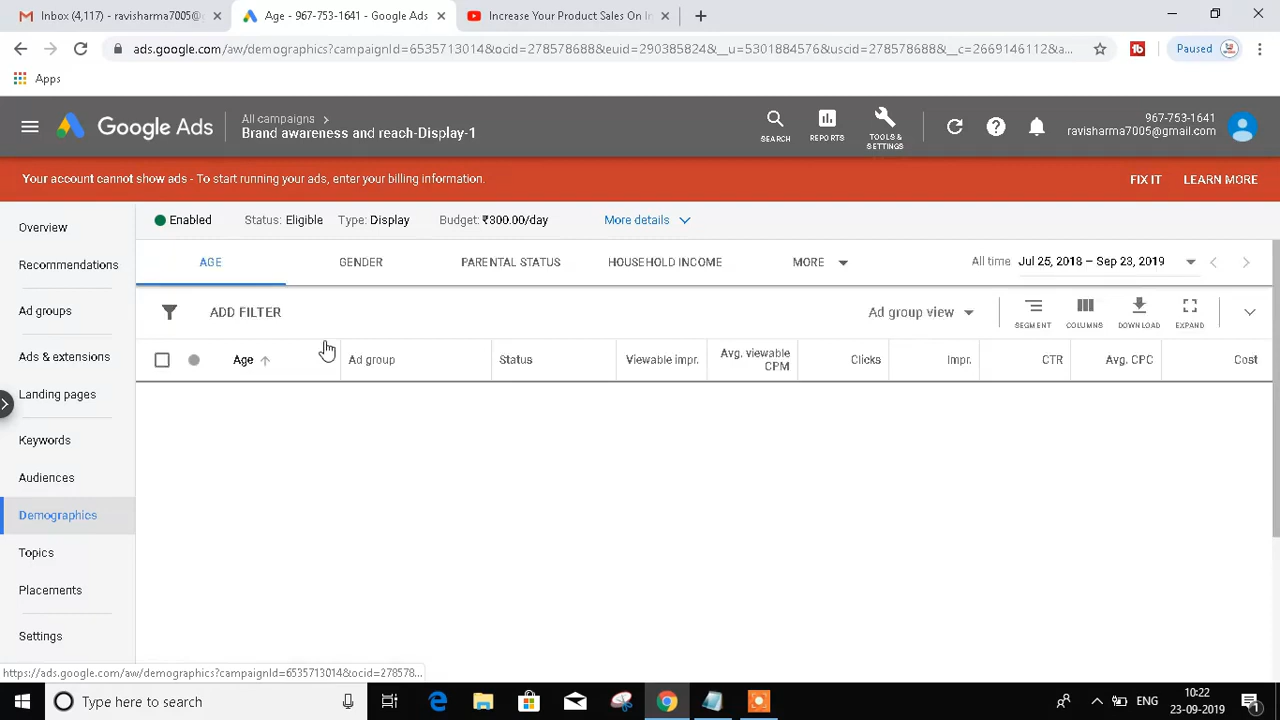 Inbox (4,117) - ravisharma7005@
Age - 967-753-1641 - Google Ads
Increase Your Product Sales On In
ads.google.com/aw/demographics?campaignId=6535713014&ocid=278578688&euid=290385824&__u=5301884576&uscid=278578688&__c=2669146112&a...
Paused
Apps
Google Ads
All campaigns
Brand awareness and reach-Display-1
SEARCH
REPORTS
TOOLS &
SETTINGS
967-753-1641
ravisharma7005@gmail.com
Your account cannot show ads - To start running your ads, enter your billing information.
FIX IT
LEARN MORE
Overview
Recommendations
Ad groups
Ads & extensions
Landing pages
Keywords
Audiences
Demographics
Topics
Placements
Settings
Enabled
Status: Eligible
Type: Display
Budget: ₹300.00/day
More details
AGE
GENDER
PARENTAL STATUS
HOUSEHOLD INCOME
MORE
All time
Jul 25, 2018 – Sep 23, 2019
ADD FILTER
Ad group view
SEGMENT
COLUMNS
DOWNLOAD
EXPAND
Age
Ad group
Status
Viewable impr.
Avg. viewable
CPM
Clicks
Impr.
CTR
Avg. CPC
Cost
https://ads.google.com/aw/demographics?campaignId=6535713014&ocid=278578...
Type here to search
ENG
10:22
23-09-2019
1